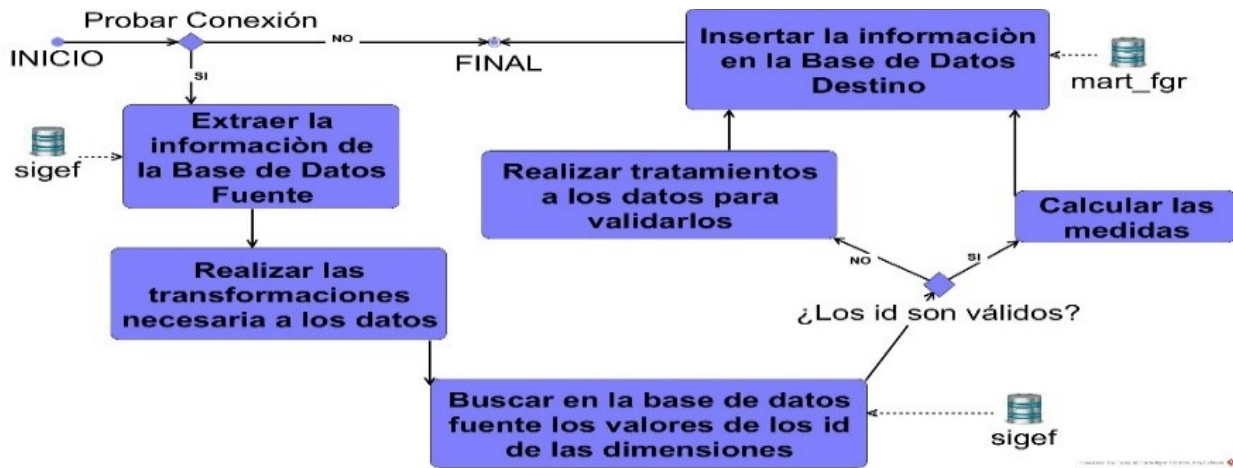 Probar Conexión
INICIO
NO
FINAL
SI
Insertar la informaciòn
en la Base de Datos
Destino
mart_fgr
Extraer la
informaciòn de
la Base de Datos
Fuente
sigef
Realizar tratamientos
a los datos para
validarlos
Calcular las
medidas
Realizar las
transformaciones
necesaria a los datos
NO
SI
¿Los id son válidos?
Buscar en la base de datos
fuente los valores de los id
de las dimensiones
sigef